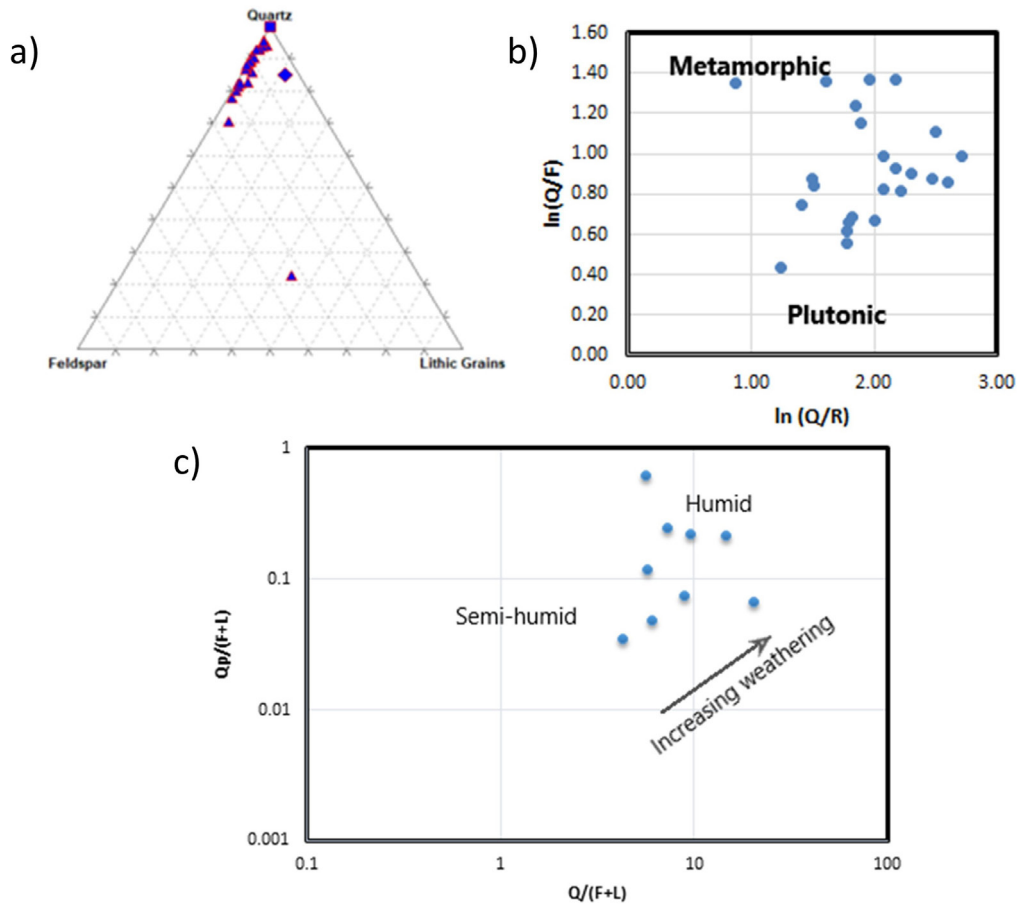 a)
Quartz
Feldspar
Lithic Grains
b)
1.60
1.40
1.20
1.00
0.80
0.60
0.40
0.20
0.00
ln(Q/F)
Metamorphic
Plutonic
0.00 1.00 2.00 3.00
ln (Q/R)
c)
1
0.1
0.01
0.001
Qp/(F+L)
Humid
Semi-humid
Increasing weathering
0.1 1 10 100
Q/(F+L)